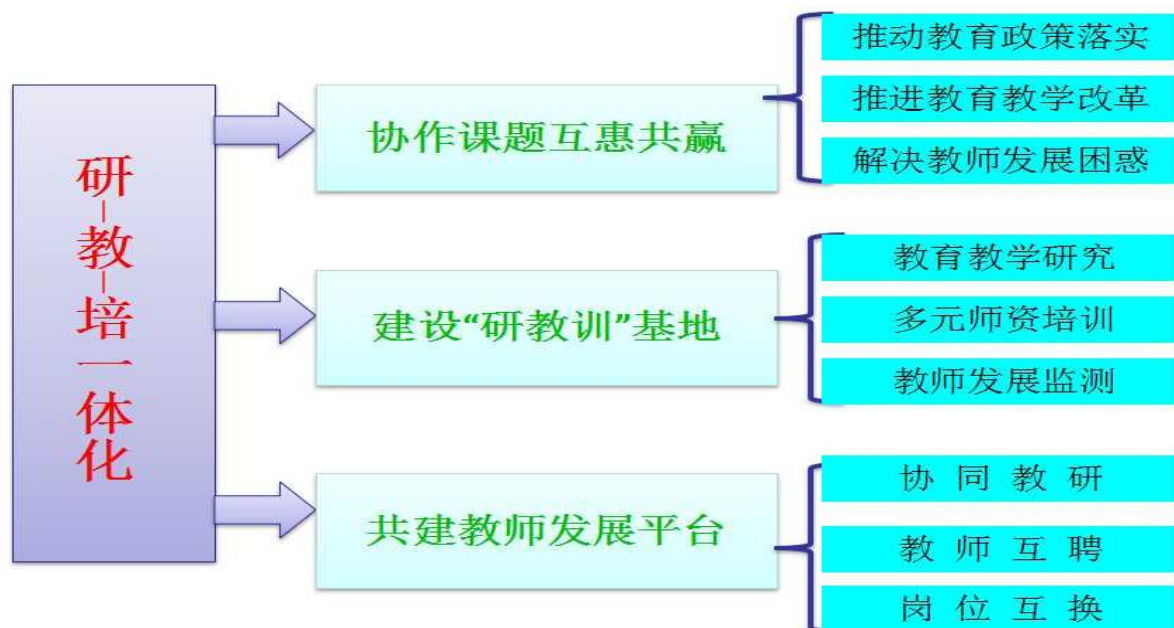 研-教-培一体化
协作课题互惠共赢
推动教育政策落实
推进教育教学改革
解决教师发展困惑
建设“研教训”基地
教育教学研究
多元师资培训
教师发展监测
共建教师发展平台
协 同 教 研
教 师 互 聘
岗 位 互 换